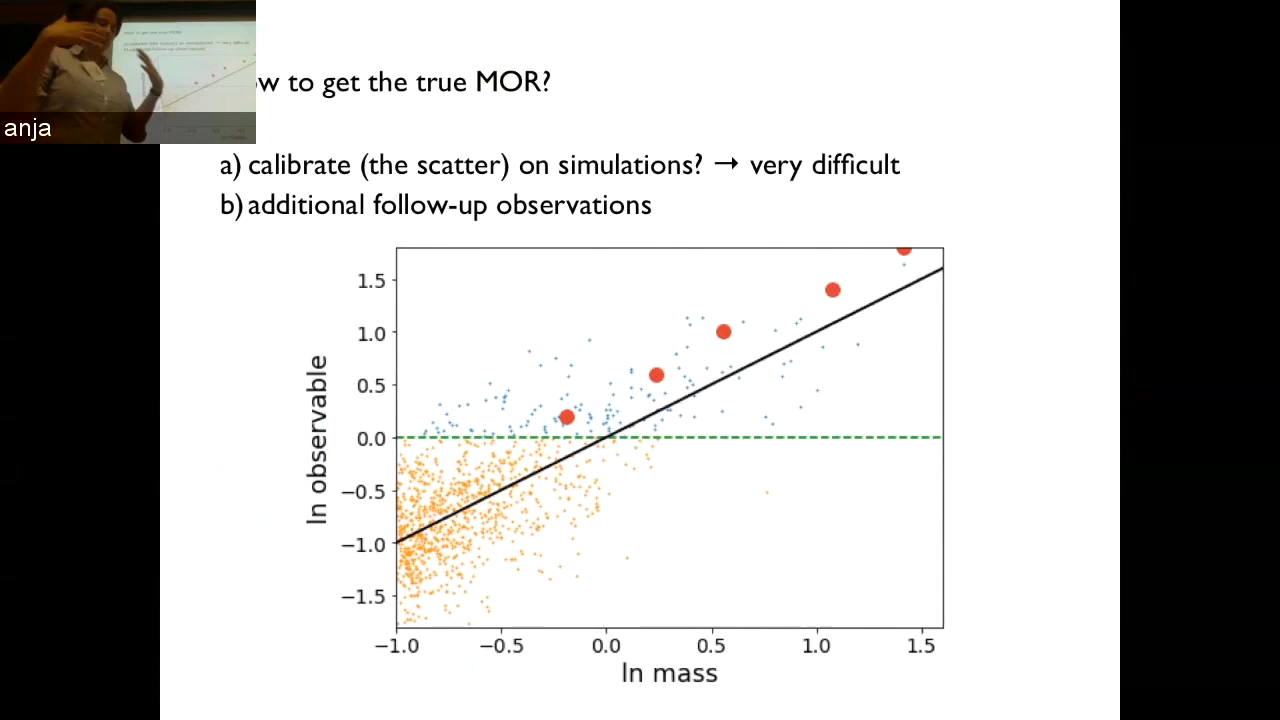 ow to get the true MOR?
anja
a) calibrate (the scatter) on simulations? → very difficult
b) additional follow-up observations
1.5
1.0
0.5
0.0
−0.5
−1.0
−1.5
ln observable
−1.0 −0.5 0.0 0.5 1.0 1.5
ln mass